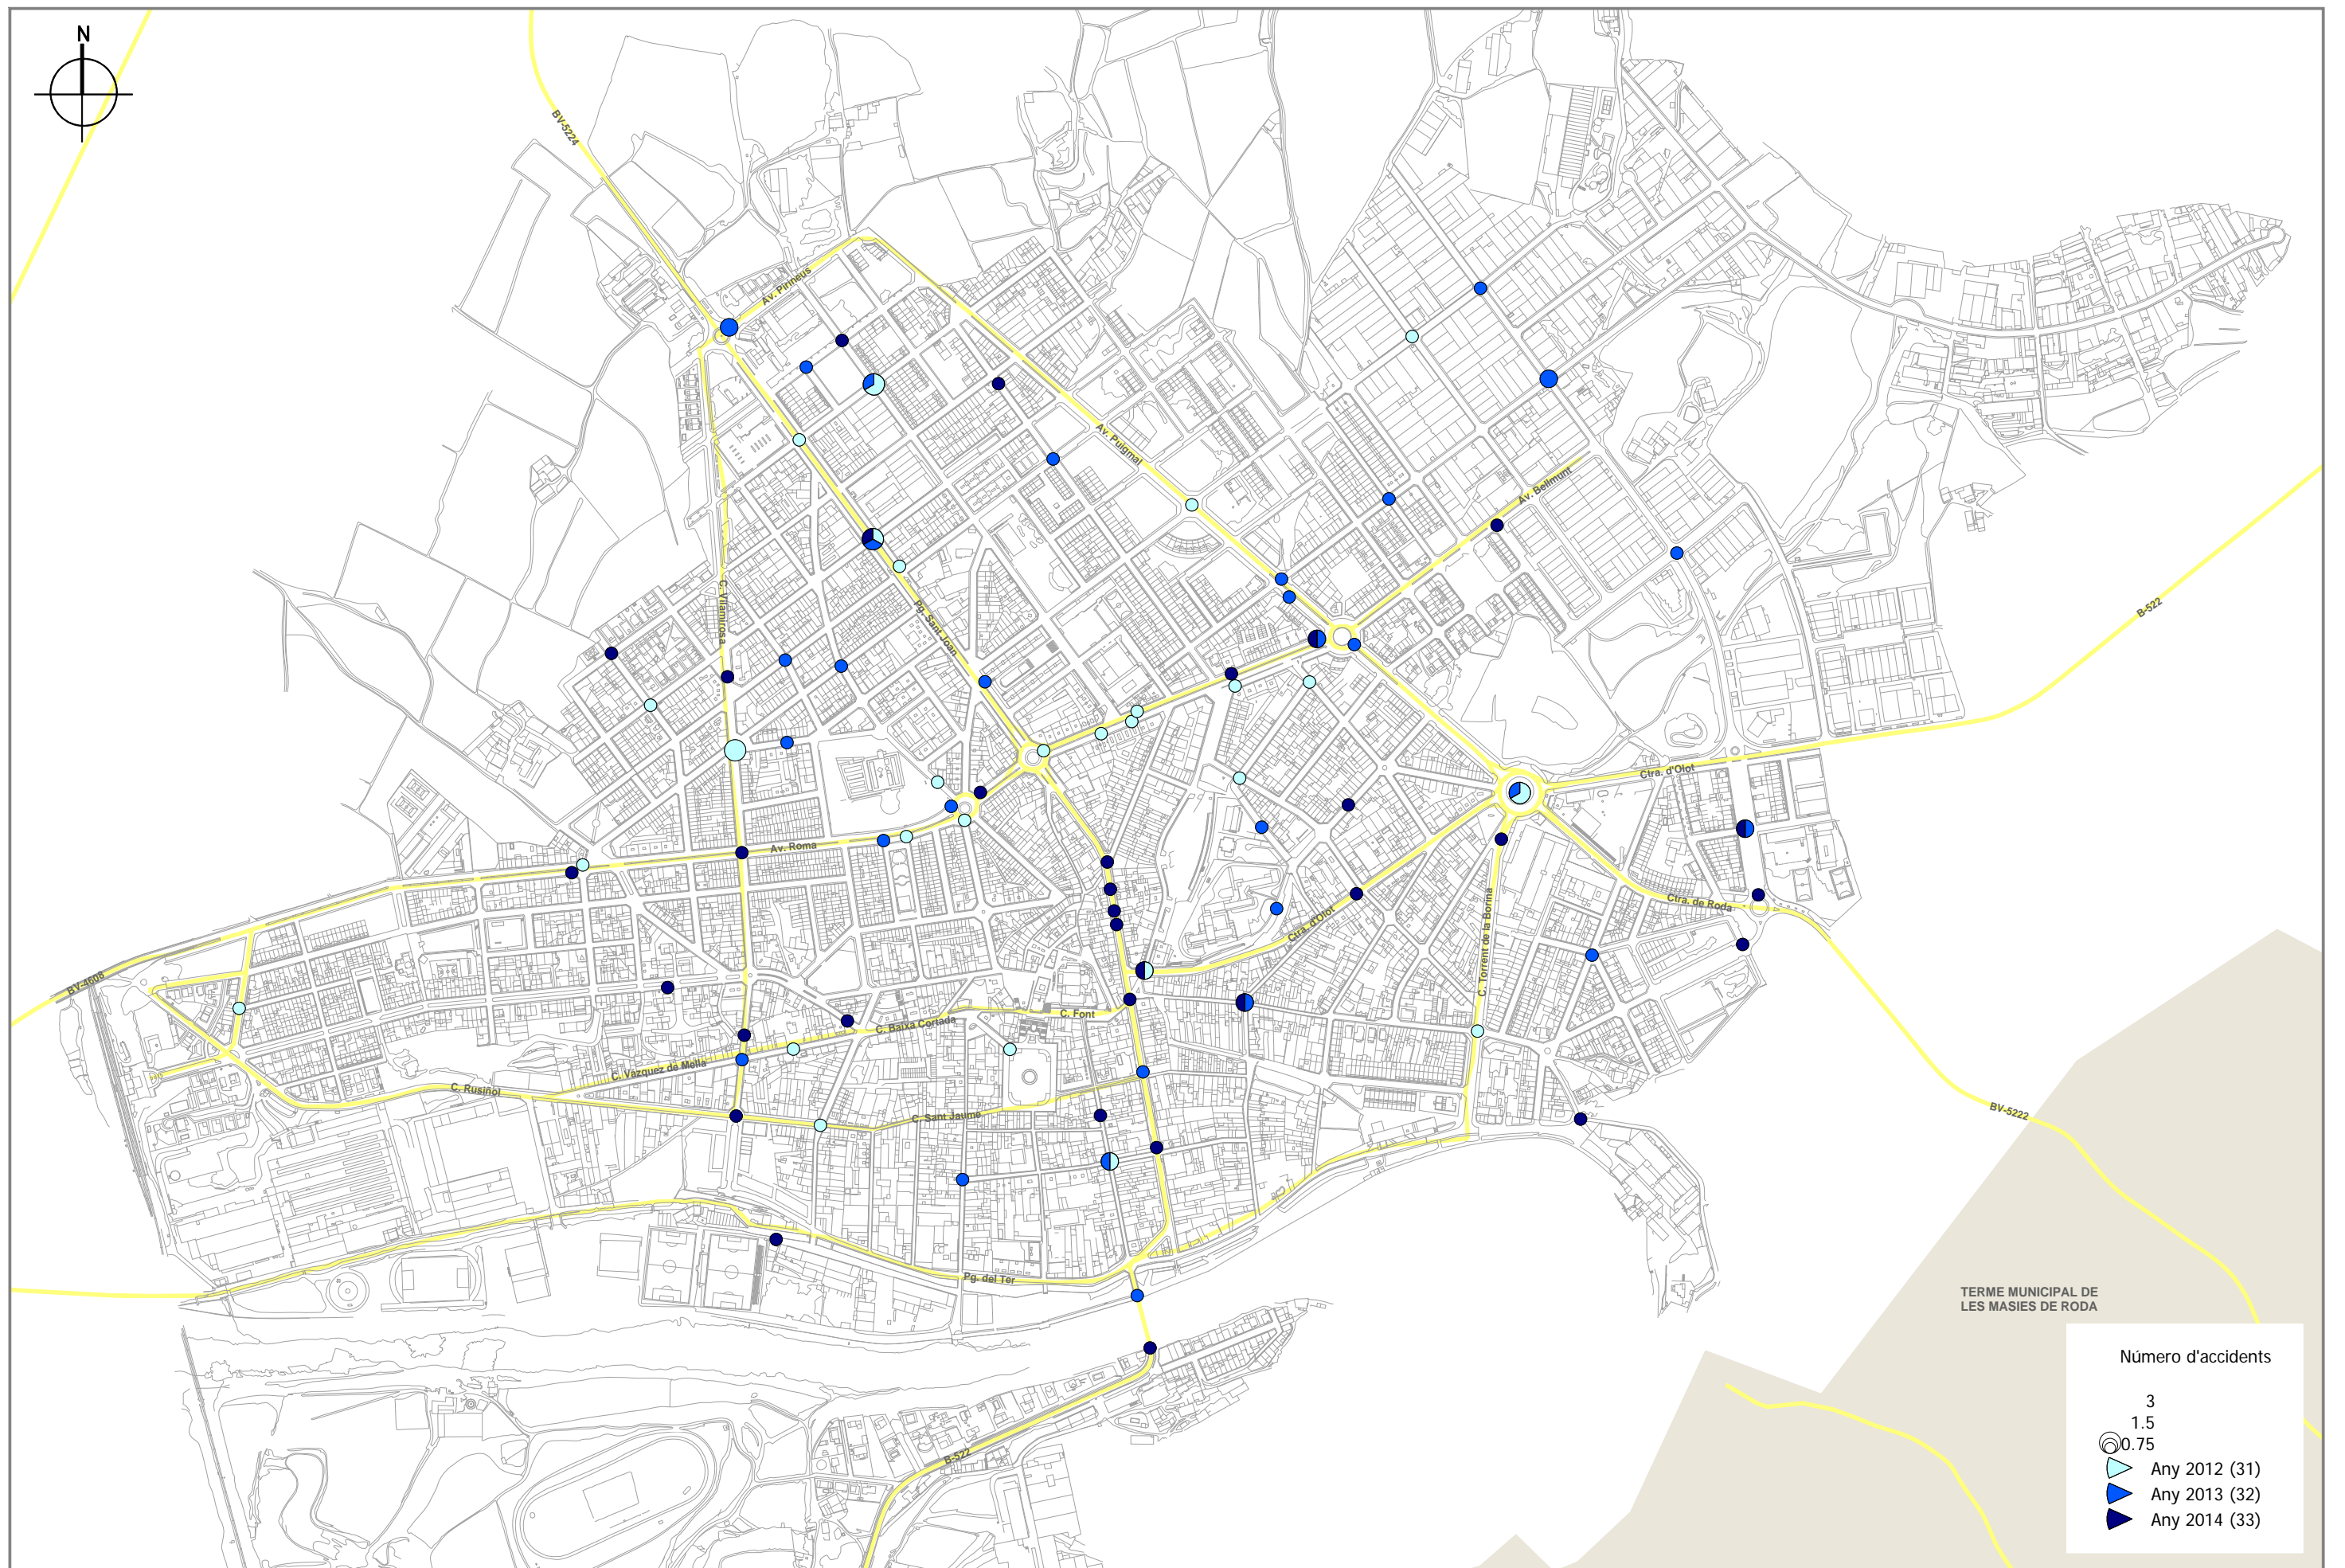 N
BV-5224
Av. Pirineus
Av. Puigmal
Av. Bellmunt
C. Vilamirosa
Pg. Sant Joan
B-522
Ctra. d'Olot
Av. Roma
Ctra. de Roda
Ctra. d'Olot
C. Torrent de la Borina
BV-4608
C. Font
C. Baixa Cortada
C. Vázquez de Mella
C. Rusiñol
C. Sant Jaume
BV-5222
Pg. del Ter
TERME MUNICIPAL DE
LES MASIES DE RODA
B-522
Número d'accidents
3
1.5
0.75
Any 2012 (31)
Any 2013 (32)
Any 2014 (33)